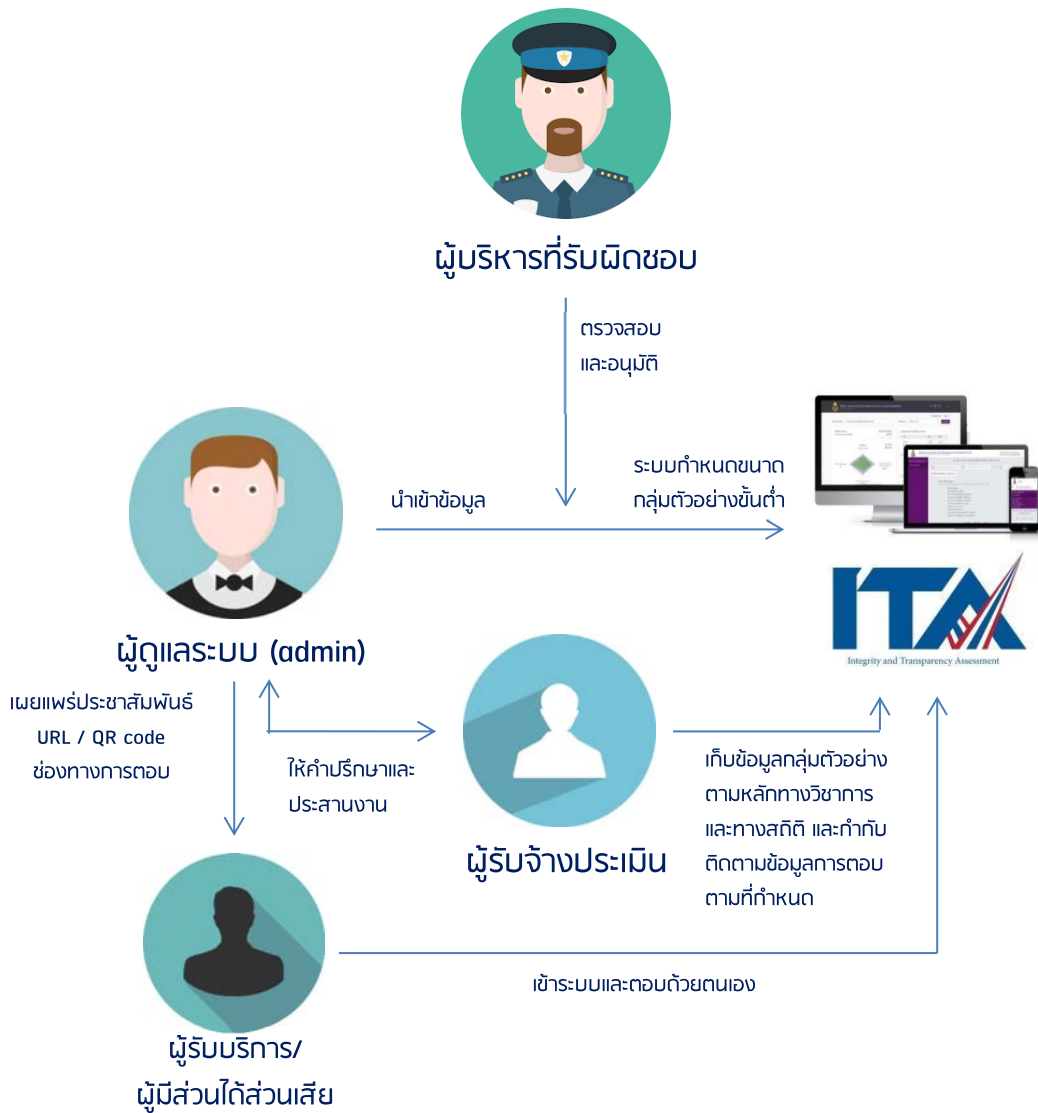 ผู้บริหารที่รับผิดชอบ
ตรวจสอบ
และอนุมัติ
ระบบกำหนดขนาด
กลุ่มตัวอย่างขั้นต่ำ
นำเข้าข้อมูล
ITA
Integrity and Transparency Assessment
ผู้ดูแลระบบ (admin)
เผยแพร่ประชาสัมพันธ์
URL / QR code
ช่องทางการตอบ
ให้คำปรึกษาและ
ประสานงาน
ผู้รับจ้างประเมิน
เก็บข้อมูลกลุ่มตัวอย่าง
ตามหลักทางวิชาการ
และทางสถิติ และกำกับ
ติดตามข้อมูลการตอบ
ตามที่กำหนด
เข้าระบบและตอบด้วยตนเอง
ผู้รับบริการ/
ผู้มีส่วนได้ส่วนเสีย